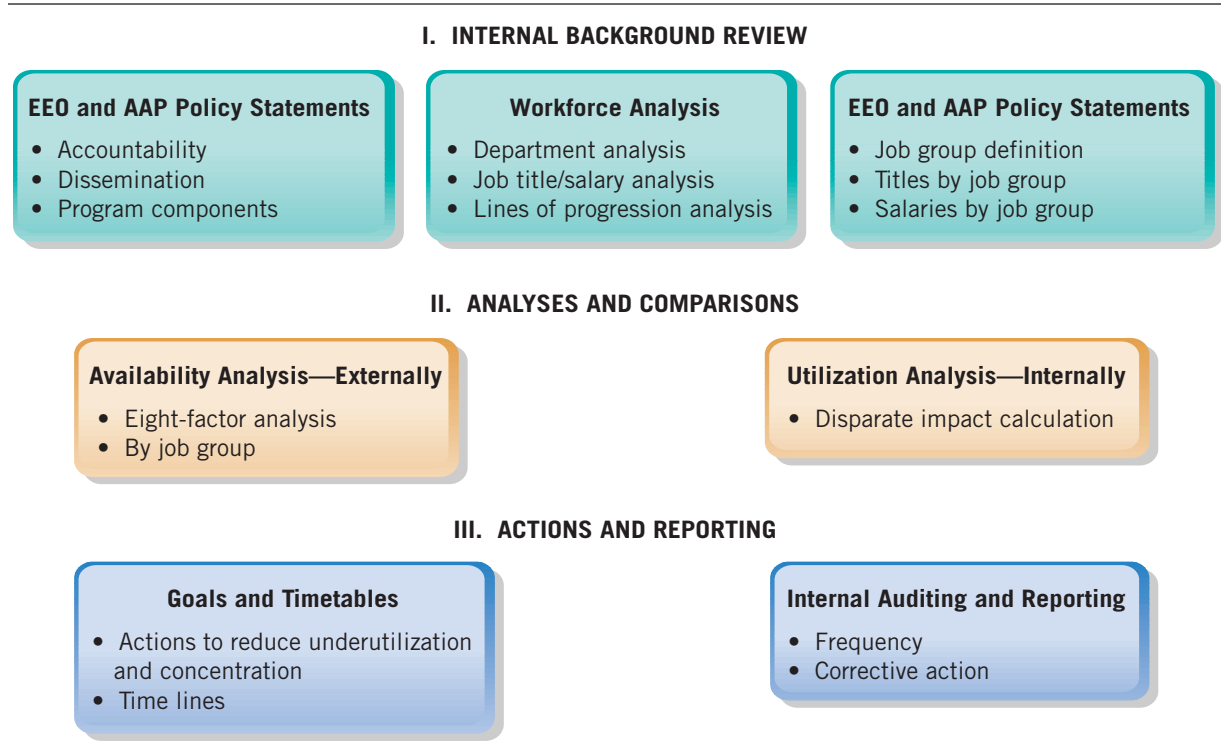 I. INTERNAL BACKGROUND REVIEW
EEO and AAP Policy Statements
• Accountability
• Dissemination
• Program components
Workforce Analysis
• Department analysis
• Job title/salary analysis
• Lines of progression analysis
EEO and AAP Policy Statements
• Job group definition
• Titles by job group
• Salaries by job group
II. ANALYSES AND COMPARISONS
Availability Analysis—Externally
• Eight-factor analysis
• By job group
Utilization Analysis—Internally
• Disparate impact calculation
III. ACTIONS AND REPORTING
Goals and Timetables
• Actions to reduce underutilization
and concentration
• Time lines
Internal Auditing and Reporting
• Frequency
• Corrective action